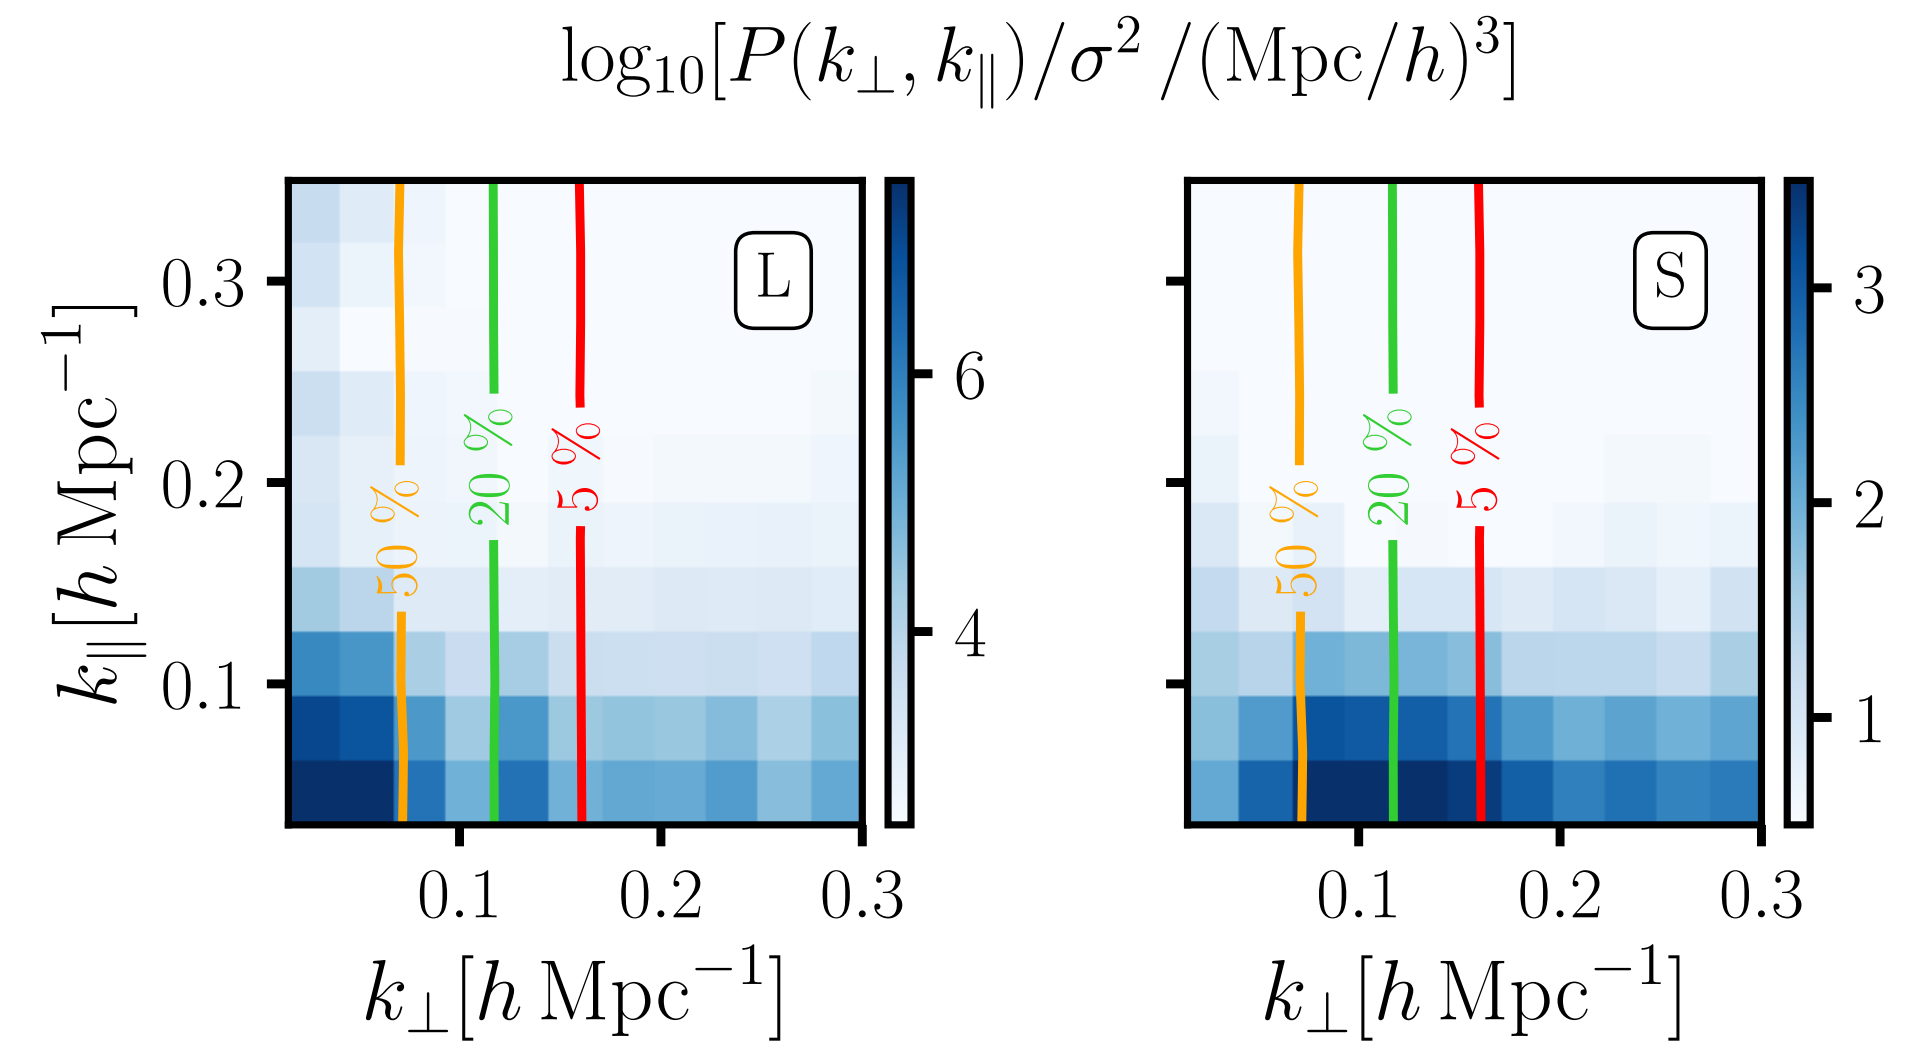 log₁₀[P(k⊥, k∥)/σ² /(Mpc/h)³]
L
S
0.3
0.2
0.1
k∥[h Mpc⁻¹]
50 %
20 %
5 %
6
4
50 %
20 %
5 %
3
2
1
0.1 0.2 0.3
0.1 0.2 0.3
k⊥[h Mpc⁻¹]
k⊥[h Mpc⁻¹]